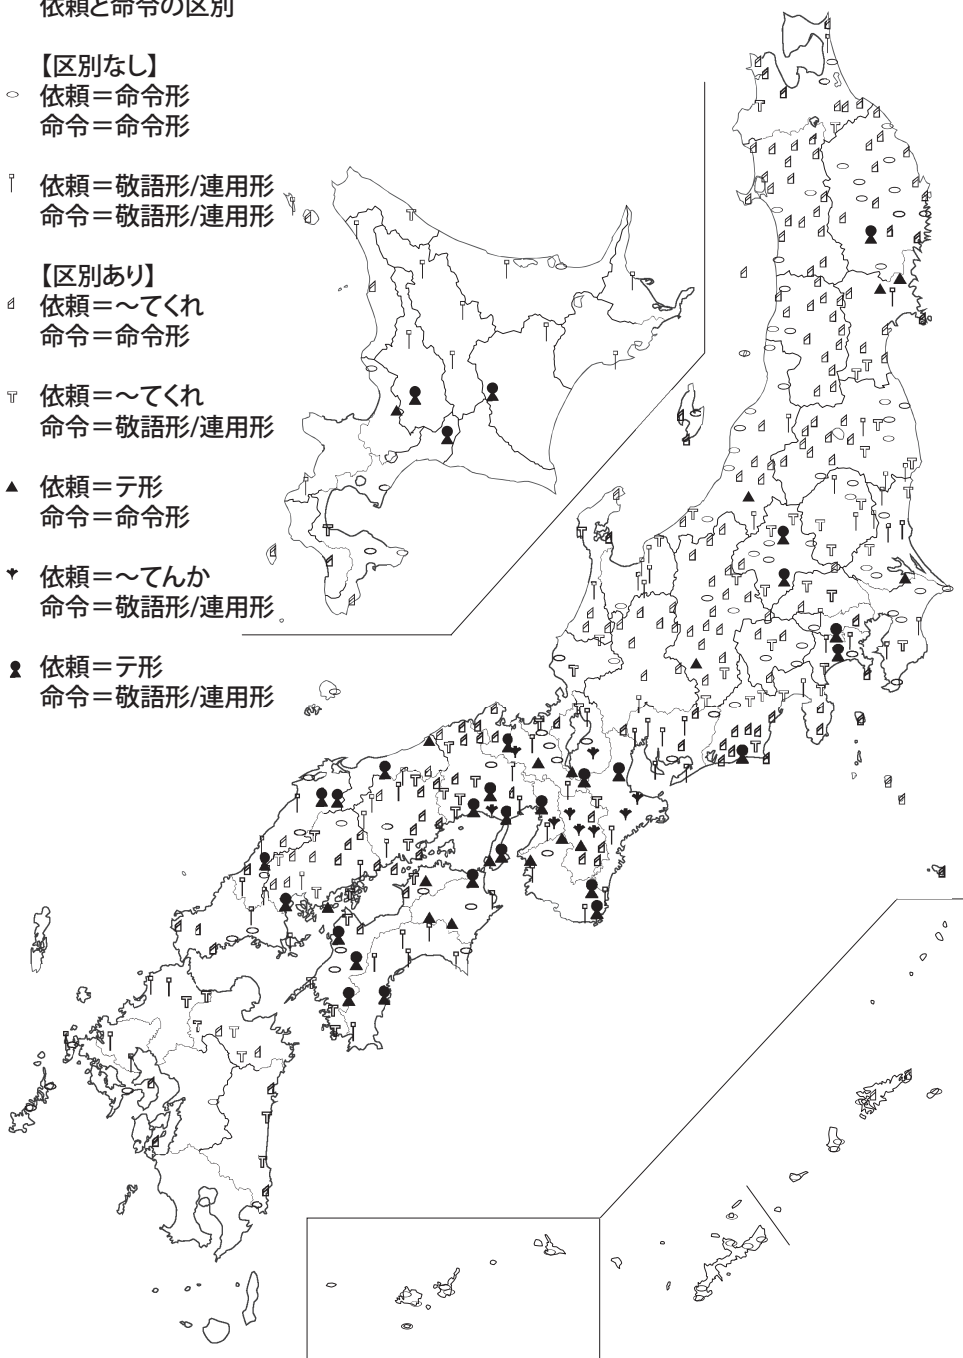 依頼と命令の区別
【区別なし】
依頼＝命令形
命令＝命令形
依頼＝敬語形/連用形
命令＝敬語形/連用形
【区別あり】
依頼＝～てくれ
命令＝命令形
依頼＝～てくれ
命令＝敬語形/連用形
依頼＝テ形
命令＝命令形
依頼＝～てんか
命令＝敬語形/連用形
依頼＝テ形
命令＝敬語形/連用形